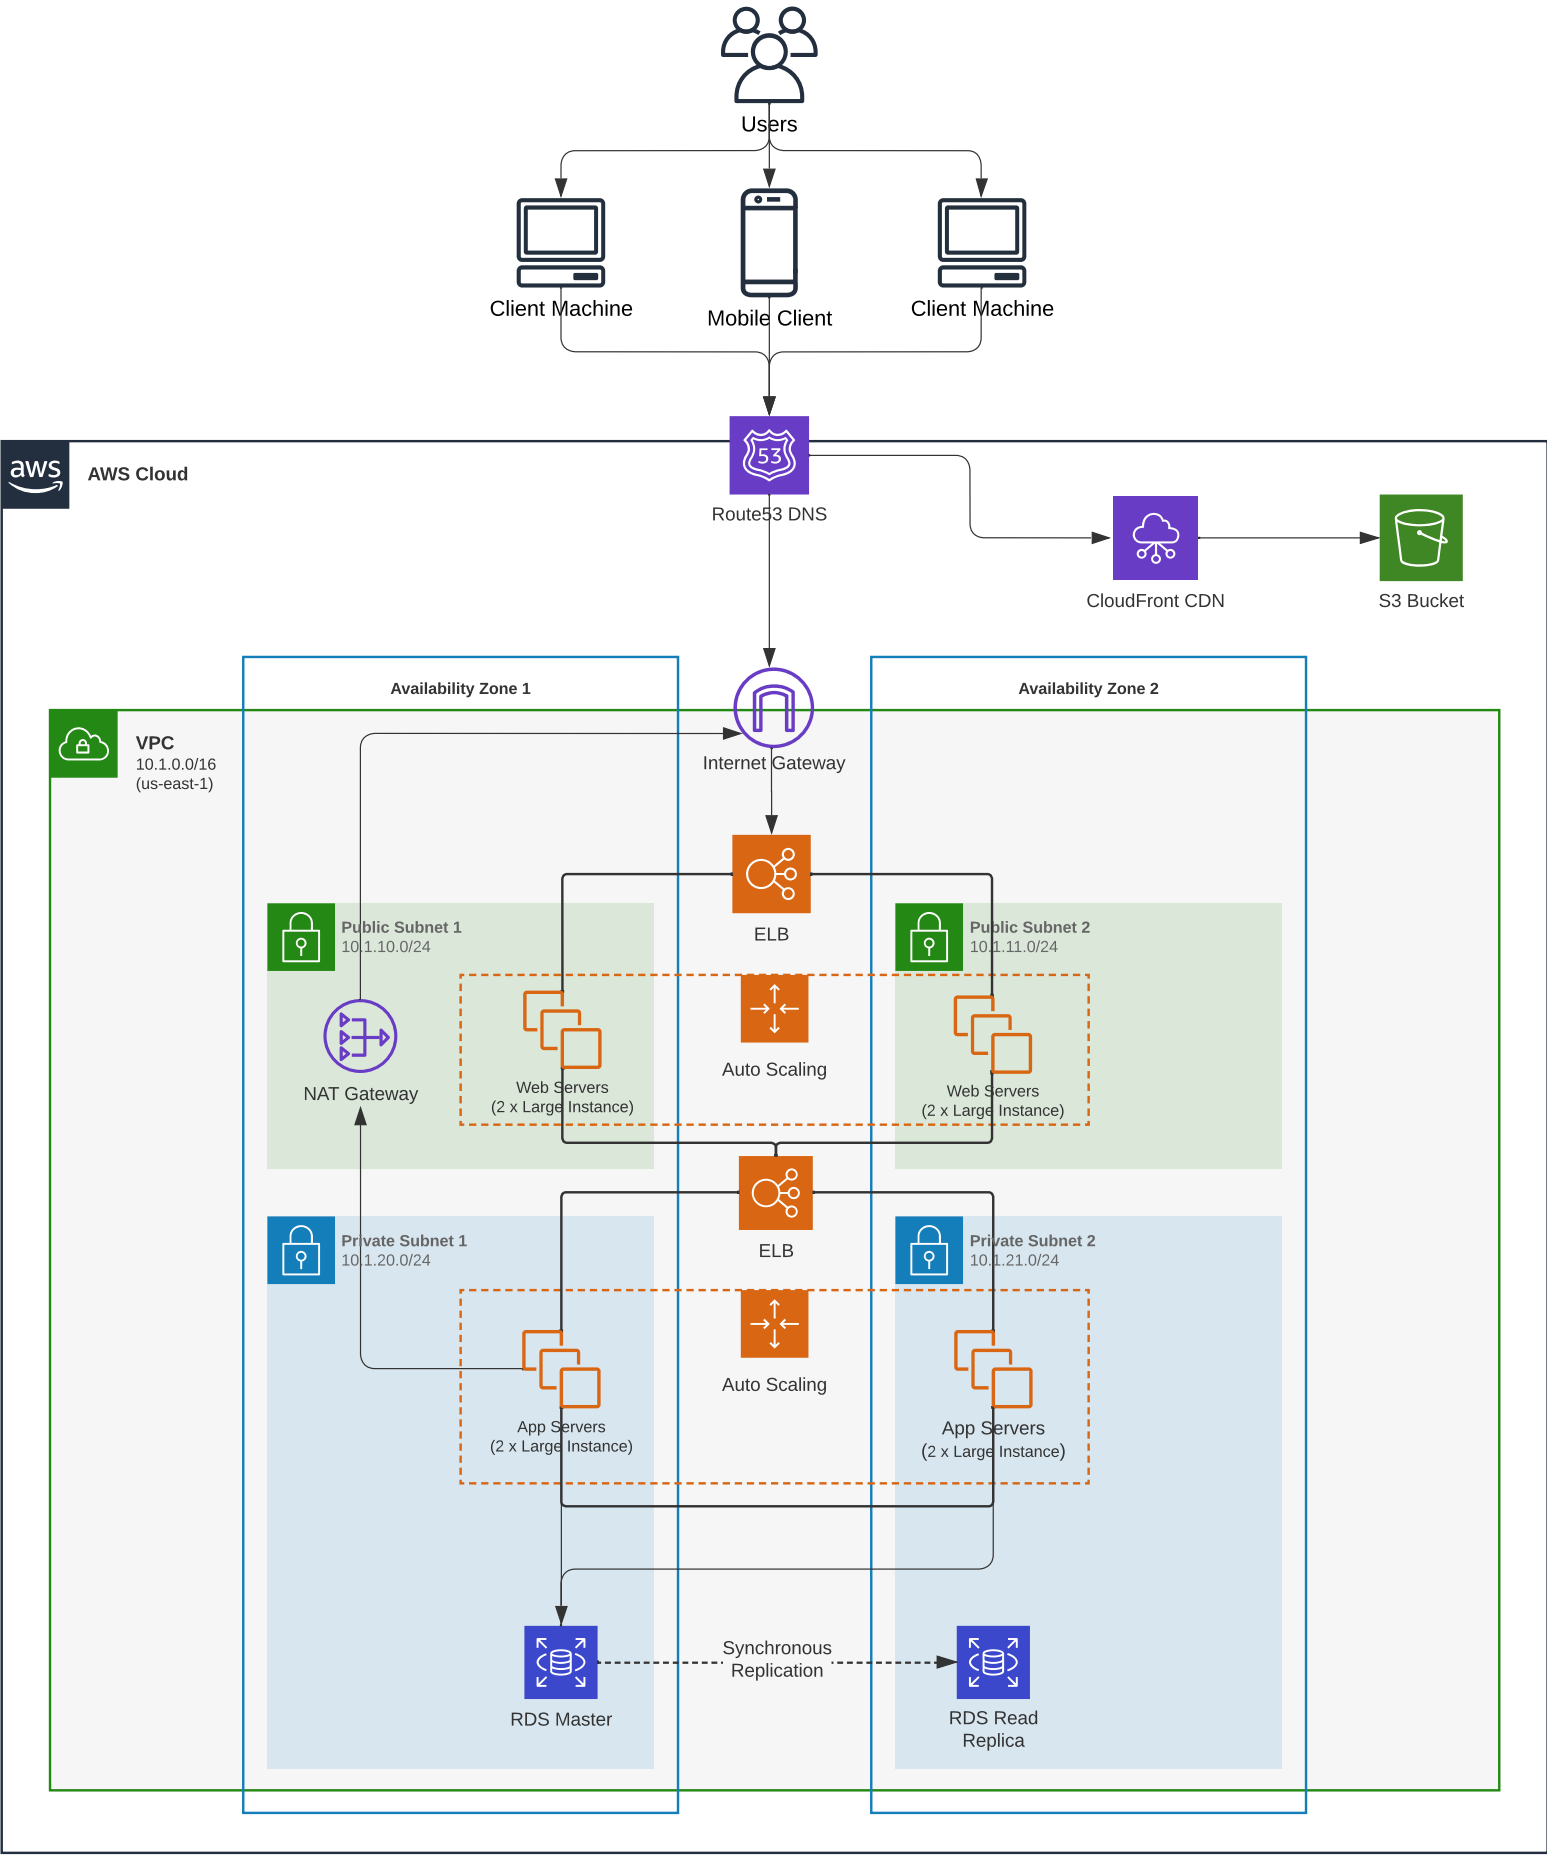 Users
Client Machine
Mobile Client
Client Machine
aws
AWS Cloud
53
Route53 DNS
CloudFront CDN
S3 Bucket
Availability Zone 1
Availability Zone 2
VPC
10.1.0.0/16
(us-east-1)
Internet Gateway
ELB
Public Subnet 1
10.1.10.0/24
Public Subnet 2
10.1.11.0/24
NAT Gateway
Web Servers
(2 x Large Instance)
Auto Scaling
Web Servers
(2 x Large Instance)
ELB
Private Subnet 1
10.1.20.0/24
Private Subnet 2
10.1.21.0/24
App Servers
(2 x Large Instance)
Auto Scaling
App Servers
(2 x Large Instance)
Synchronous
Replication
RDS Master
RDS Read
Replica